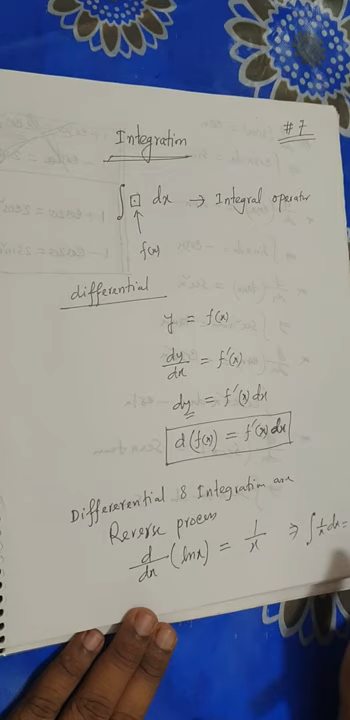 # 7
Integration
∫ □ dx → Integral operator
f(x)
differential
y = f(x)
dy/dx = f'(x)
dy = f'(x) dx
d(f(x)) = f'(x) dx
Differential & Integration are
Reverse process
d/dx (lnx) = 1/x ⇒ ∫ 1/x dx =